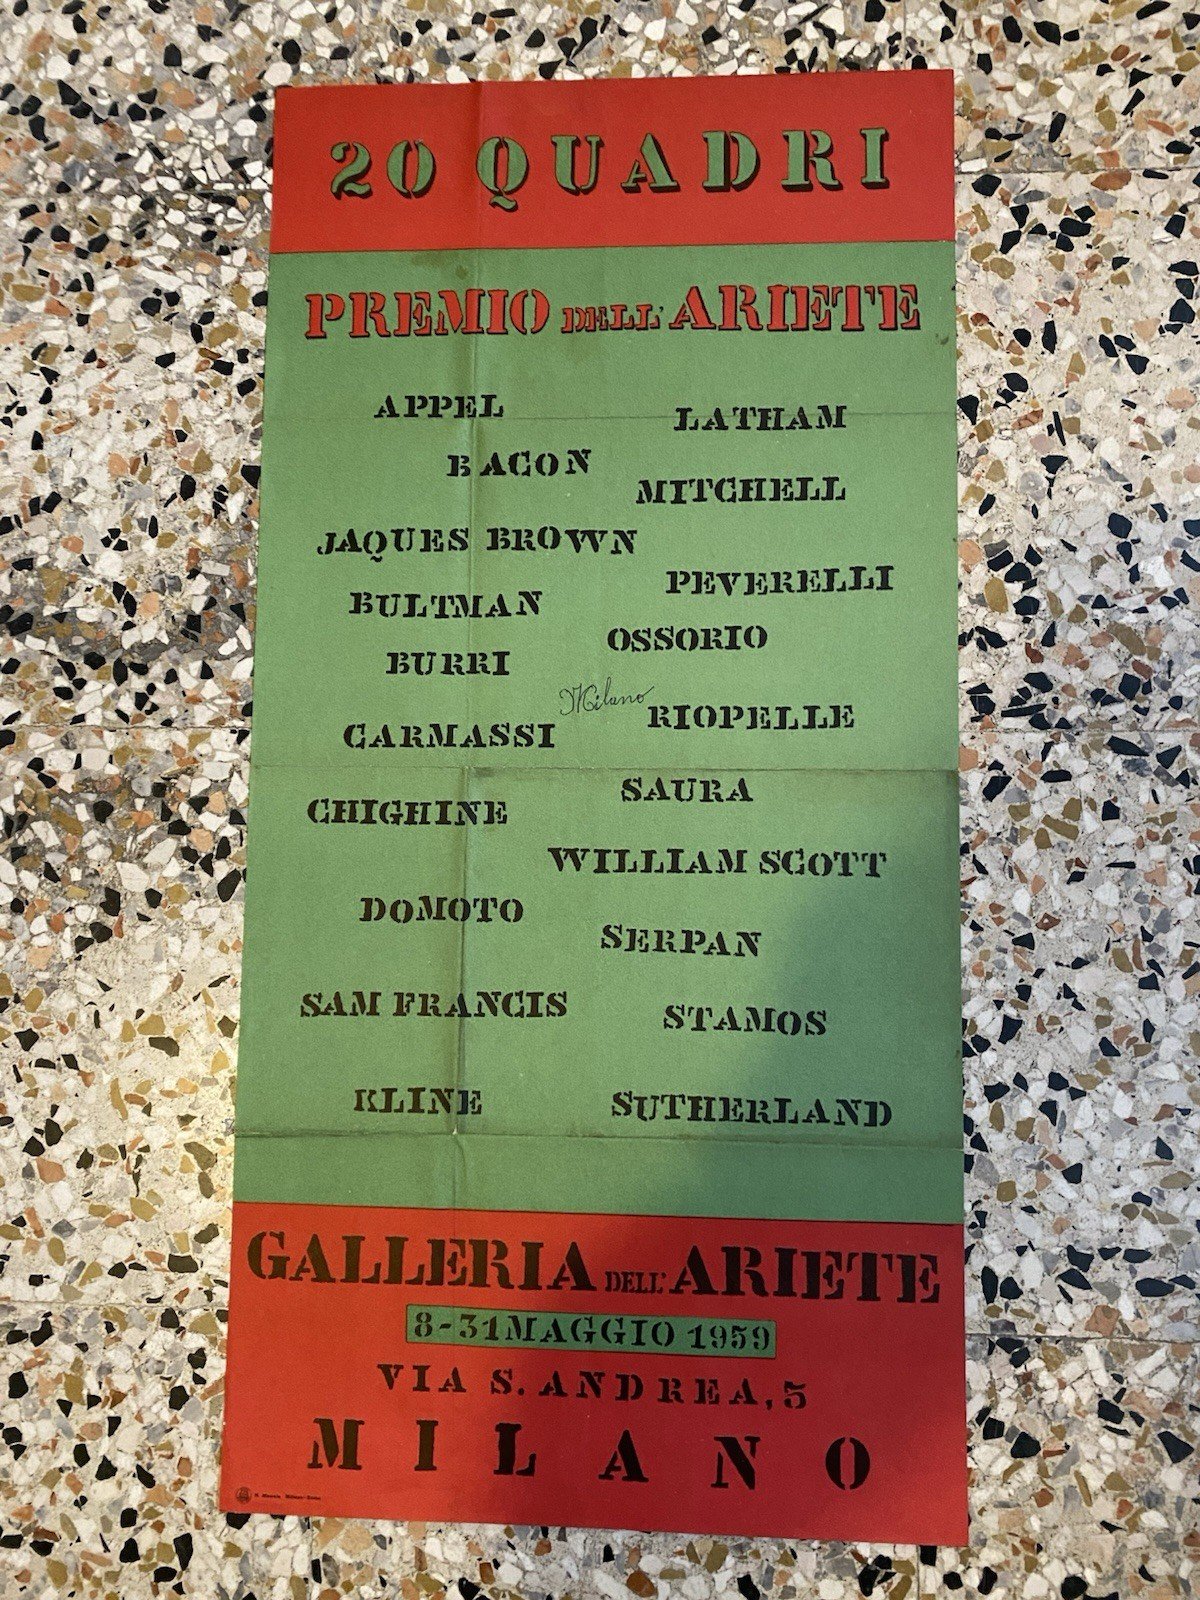 20 QUADRI
PREMIO DELL'ARIETE
APPEL
BACON
JAQUES BROWN
BULTMAN
BURRI
CARMASSI
CHIGHINE
DOMOTO
SAM FRANCIS
KLINE
LATHAM
MITCHELL
PEVERELLI
OSSORIO
Milano
RIOPELLE
SAURA
WILLIAM SCOTT
SERPAN
STAMOS
SUTHERLAND
GALLERIA DELL'ARIETE
8-31 MAGGIO 1959
VIA S. ANDREA, 5
MILANO